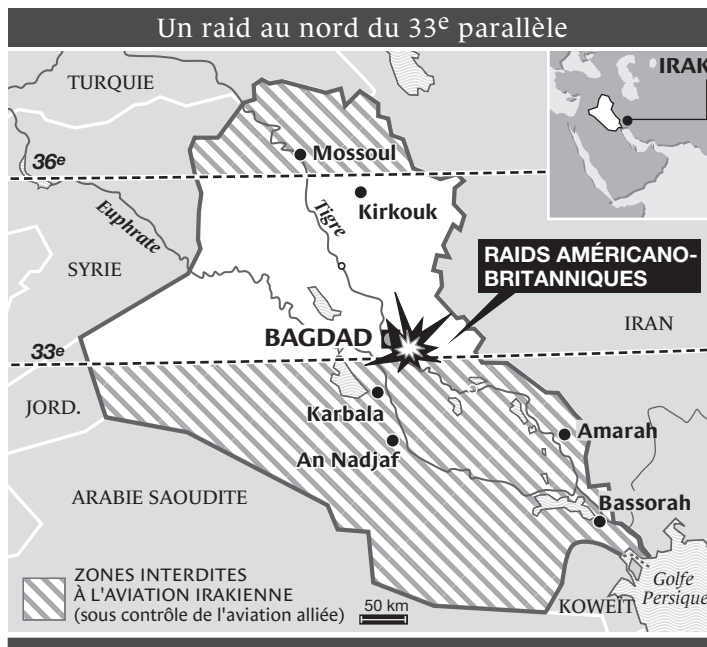 Un raid au nord du 33e parallèle
TURQUIE
IRAK
36e
Mossoul
Kirkouk
Tigre
Euphrate
SYRIE
RAIDS AMÉRICANO-
BRITANNIQUES
BAGDAD
IRAN
33e
JORD.
Karbala
An Nadjaf
Amarah
ARABIE SAOUDITE
Bassorah
ZONES INTERDITES
À L'AVIATION IRAKIENNE
(sous contrôle de l'aviation alliée)
50 km
KOWEÏT
Golfe
Persique